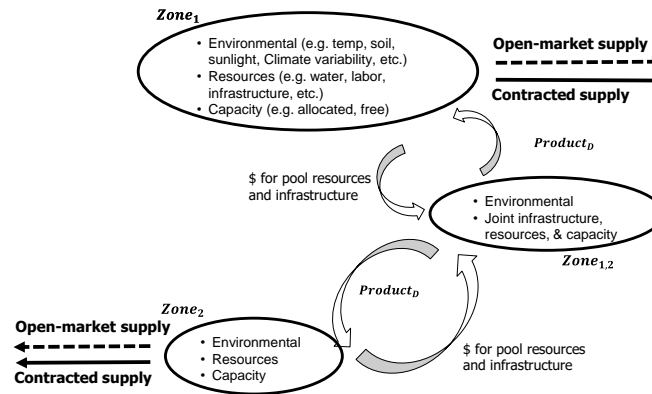 Zone₁
• Environmental (e.g. temp, soil,
sunlight, Climate variability, etc.)
• Resources (e.g. water, labor,
infrastructure, etc.)
• Capacity (e.g. allocated, free)
Open-market supply
Contracted supply
Product_D
$ for pool resources
and infrastructure
• Environmental
• Joint infrastructure,
resources, & capacity
Zone₁,₂
Product_D
Zone₂
Open-market supply
• Environmental
• Resources
• Capacity
Contracted supply
$ for pool resources
and infrastructure